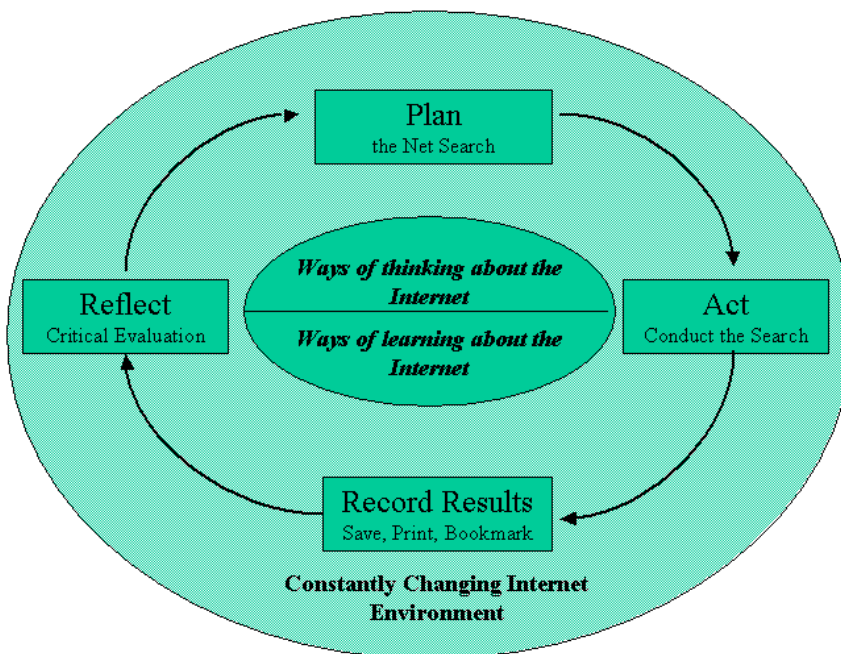 Plan
the Net Search
Ways of thinking about the
Internet
Reflect
Critical Evaluation
Act
Conduct the Search
Ways of learning about the
Internet
Record Results
Save, Print, Bookmark
Constantly Changing Internet
Environment